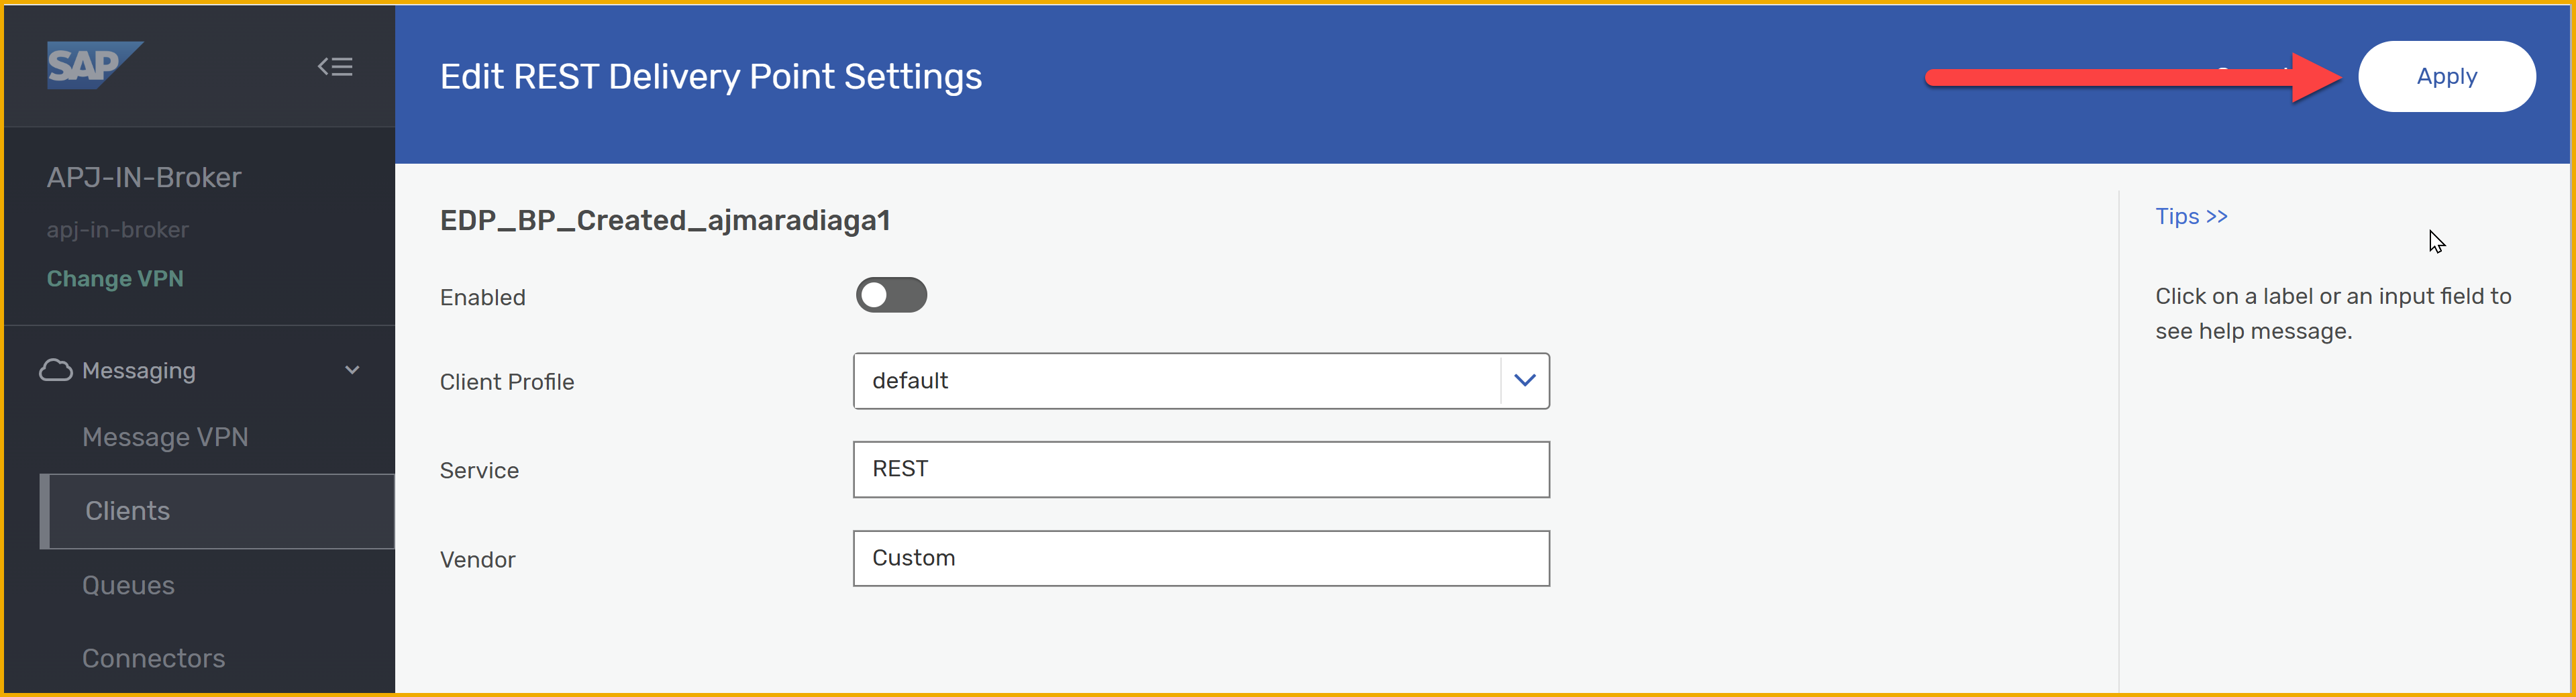 SAP
Edit REST Delivery Point Settings
Apply
APJ-IN-Broker
apj-in-broker
Change VPN
Messaging
Message VPN
Clients
Queues
Connectors
EDP_BP_Created_ajmaradiaga1
Enabled
Client Profile
default
Service
REST
Vendor
Custom
Tips >>
Click on a label or an input field to
see help message.